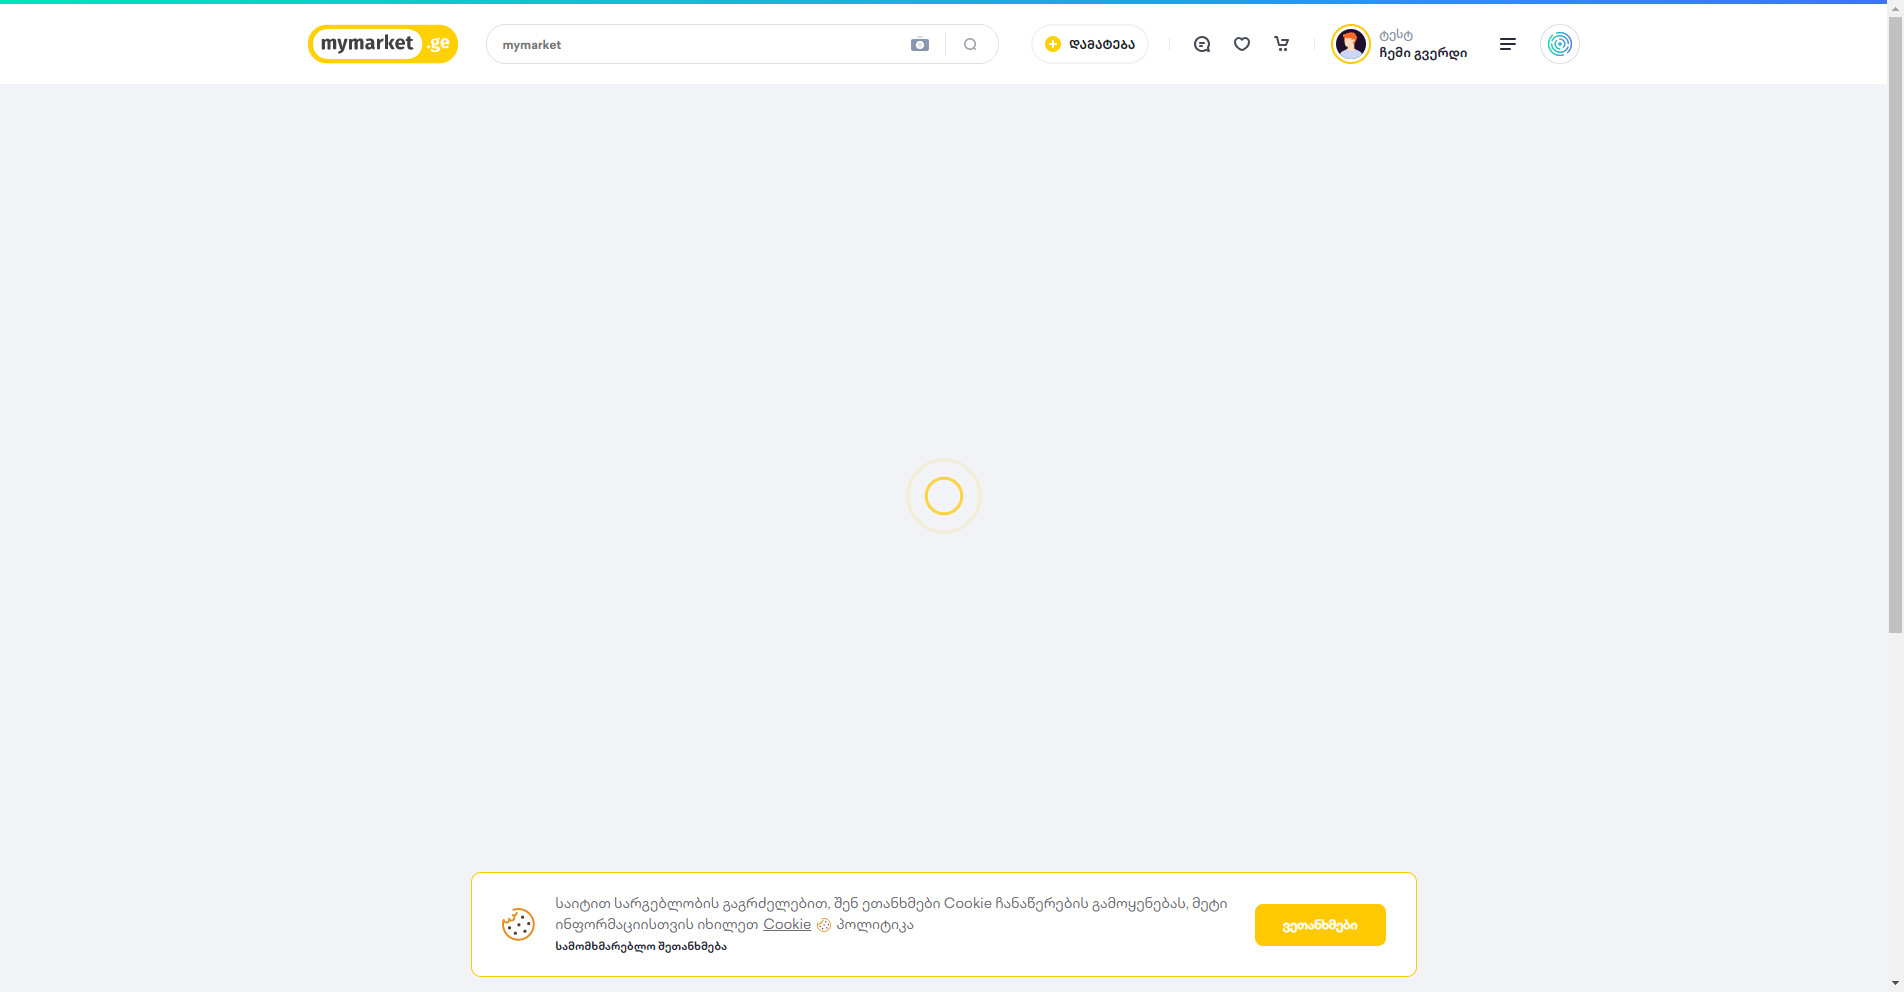 mymarket.ge
mymarket
დამატება
ტესტ
ჩემი გვერდი
საიტით სარგებლობის გაგრძელებით, შენ ეთანხმები Cookie ჩანაწერების გამოყენებას, მეტი
ინფორმაციისთვის იხილეთ Cookie 🍪 პოლიტიკა
სამომხმარებლო შეთანხმება
ვეთანხმები